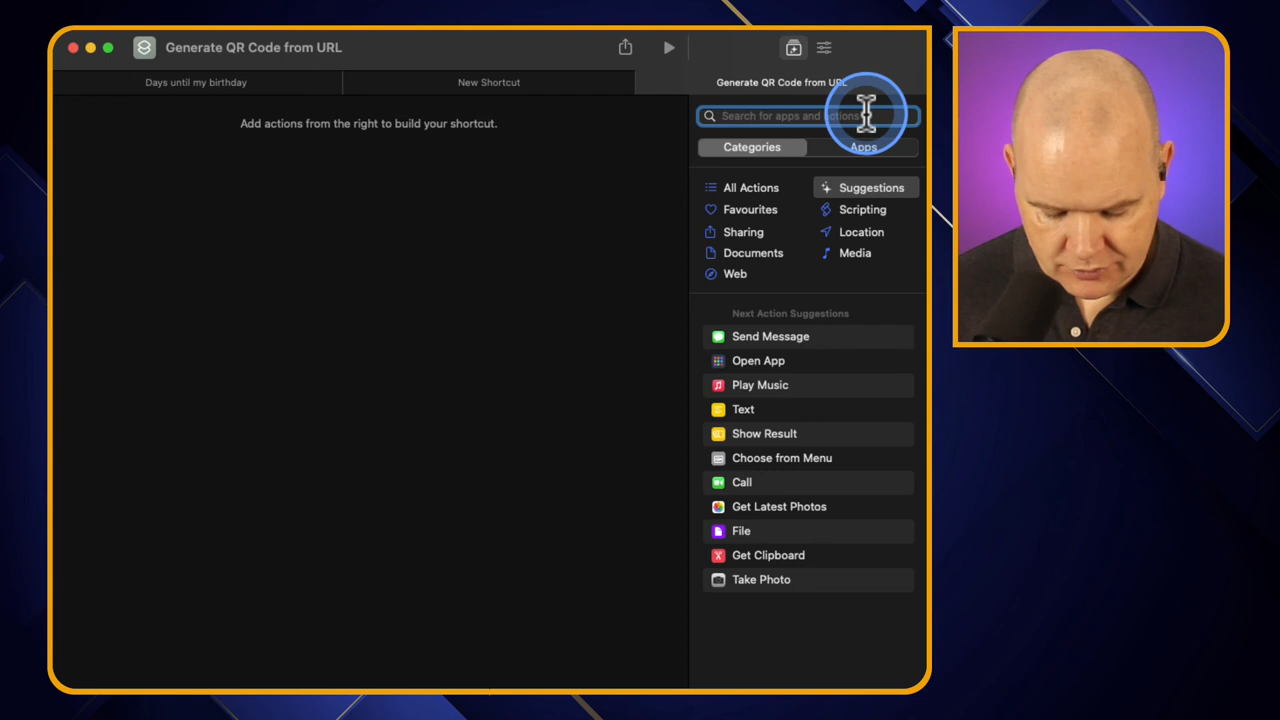 Generate QR Code from URL
Days until my birthday
New Shortcut
Generate QR Code from URL
Add actions from the right to build your shortcut.
Search for apps and actions
Categories
Apps
All Actions
Suggestions
Favourites
Scripting
Sharing
Location
Documents
Media
Web
Next Action Suggestions
Send Message
Open App
Play Music
Text
Show Result
Choose from Menu
Call
Get Latest Photos
File
Get Clipboard
Take Photo